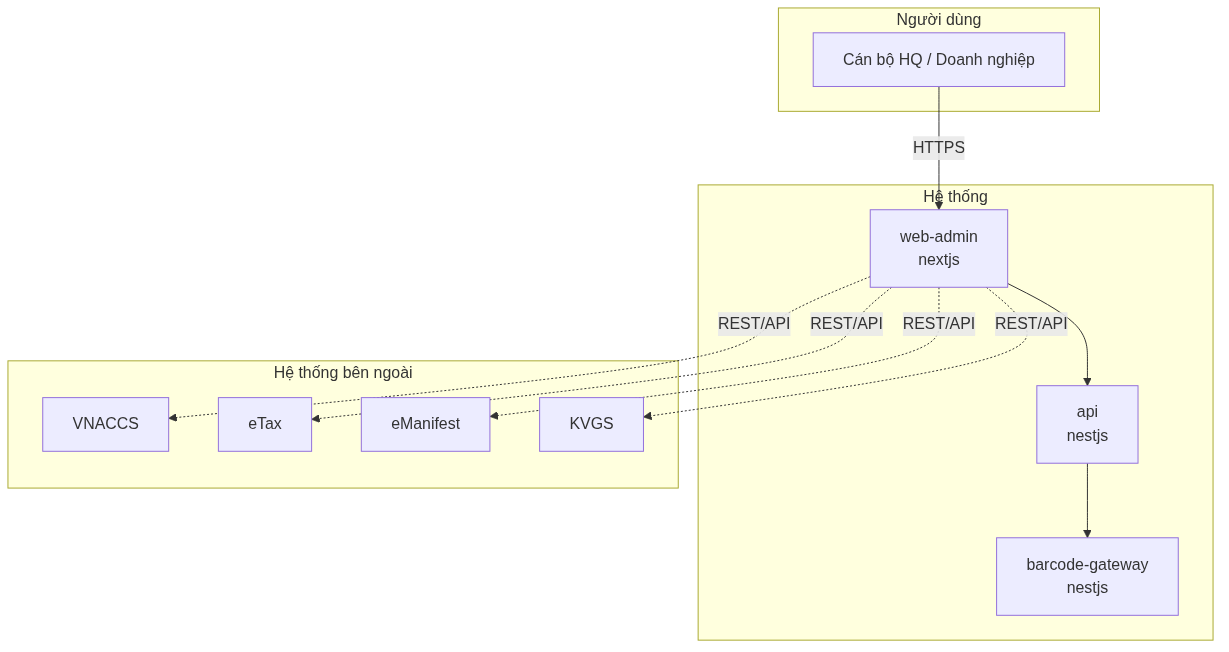 Người dùng
Cán bộ HQ / Doanh nghiệp
HTTPS
Hệ thống
web-admin
nextjs
REST/API
REST/API
REST/API
REST/API
Hệ thống bên ngoài
VNACCS
eTax
eManifest
KVGS
api
nestjs
barcode-gateway
nestjs